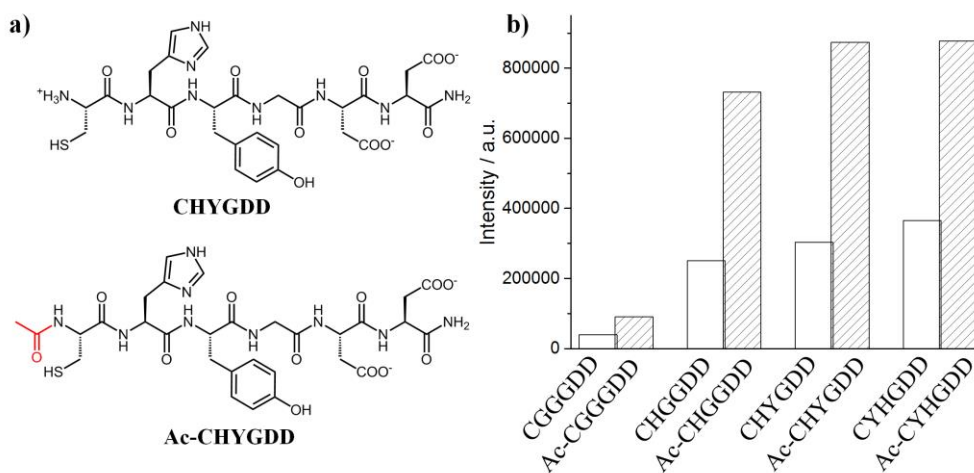 a)
NH
N
COO⁻
⁺H₃N
O
H
N
O
N
H
O
H
N
O
N
H
O
H
N
O
NH₂
HS
COO⁻
OH
CHYGDD
NH
N
COO⁻
H
N
O
N
H
O
H
N
O
N
H
O
H
N
O
N
H
O
NH₂
O
HS
COO⁻
OH
Ac-CHYGDD
b)
Intensity / a.u.
800000
600000
400000
200000
0
CGGGDD
Ac-CGGGDD
CHGGDD
Ac-CHGGDD
CHYGDD
Ac-CHYGDD
CYHGDD
Ac-CYHGDD